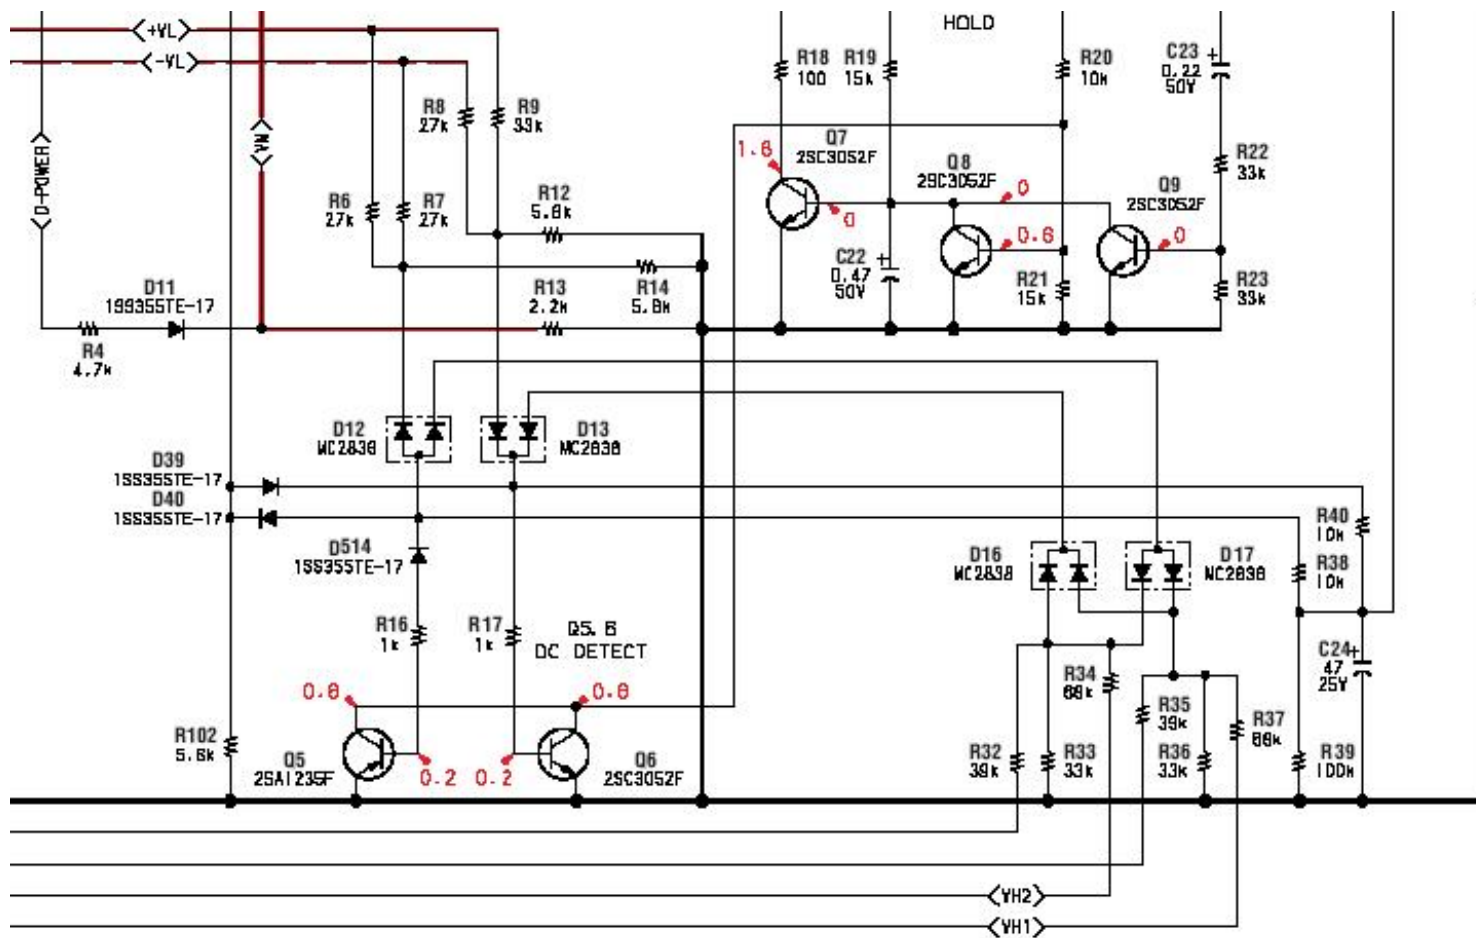 HOLD
+VL
-VL
R18
100
R19
15k
R20
10k
C23
+
0.22
50V
R8
27k
R9
33k
D-POWER
VN
Q7
2SC3052F
1.6
0
Q8
2SC3052F
0
0.6
Q9
2SC3052F
0
R22
33k
R6
27k
R7
27k
R12
5.8k
C22
+
0.47
50V
R21
15k
R23
33k
D11
199355TE-17
R13
2.2k
R14
5.8k
R4
4.7k
D12
MC2838
D13
MC2838
D39
1SS355TE-17
D40
1SS355TE-17
D514
1SS355TE-17
D16
MC2838
D17
MC2838
R40
10k
R38
10k
R16
1k
R17
1k
Q5.6
DC DETECT
C24
+
47
25V
R34
68k
0.8
0.8
R35
39k
R37
68k
R102
5.6k
Q5
2SA1235F
0.2
0.2
Q6
2SC3052F
R32
39k
R33
33k
R36
33k
R39
100k
VH2
VH1